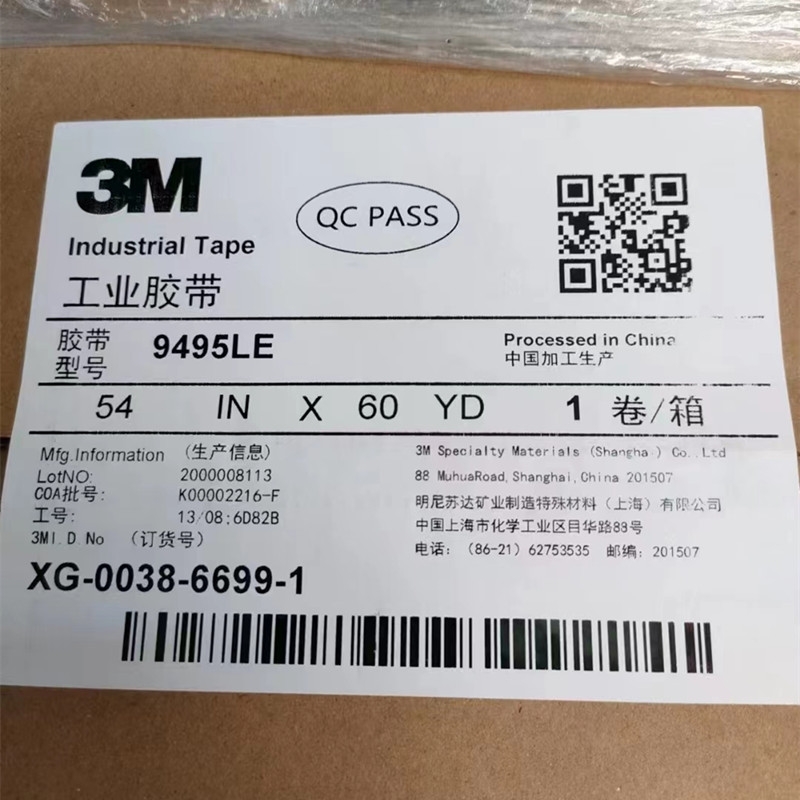 3M
QC PASS
Industrial Tape
工业胶带
胶带型号 9495LE
Processed in China
中国加工生产
54 IN X 60 YD 1 卷/箱
Mfg.Information (生产信息)
LotNO: 2000008113
COA批号: K00002216-F
工号: 13/08:6D82B
3MI.D.No (订货号)
XG-0038-6699-1
3M Specialty Materials (Shangha ) Co.,Ltd
88 MuhuaRoad,Shanghai,China 201507
明尼苏达矿业制造特殊材料（上海）有限公司
中国上海市化学工业区目华路88号
电话：（86-21）62753535 邮编：201507